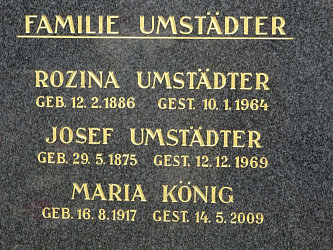 FAMILIE UMSTÄDTER
ROZINA UMSTÄDTER
GEB. 12. 2. 1886 GEST. 10. 1. 1964
JOSEF UMSTÄDTER
GEB. 29. 5. 1875 GEST. 12. 12. 1969
MARIA KÖNIG
GEB. 16. 8. 1917 GEST. 14. 5. 2009